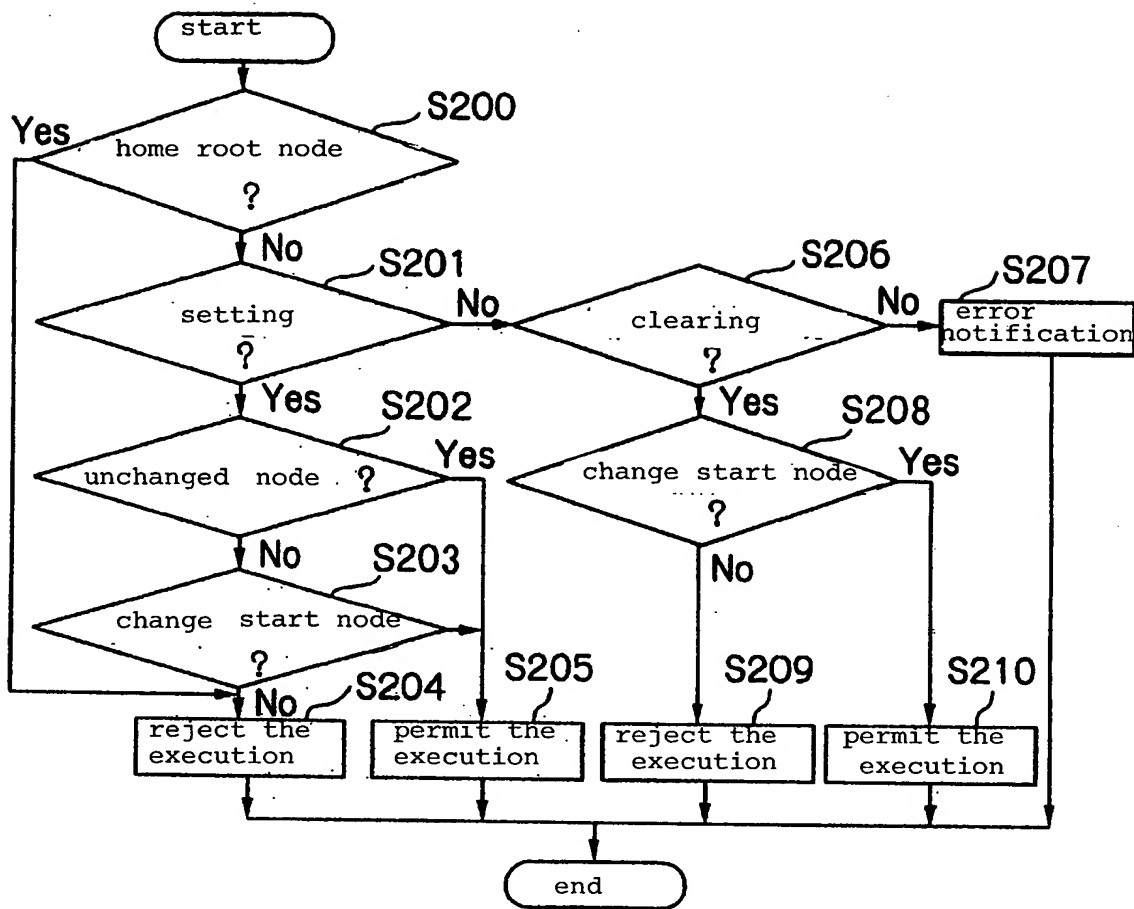 start
S200
Yes
home root node
?
No
S201
setting
?
No
S206
clearing
?
No
S207
error
notification
Yes
S202
unchanged node ?
Yes
Yes
S208
change start node
?
Yes
No
S203
change start node
?
No
No
S204
reject the
execution
S205
permit the
execution
S209
reject the
execution
S210
permit the
execution
end